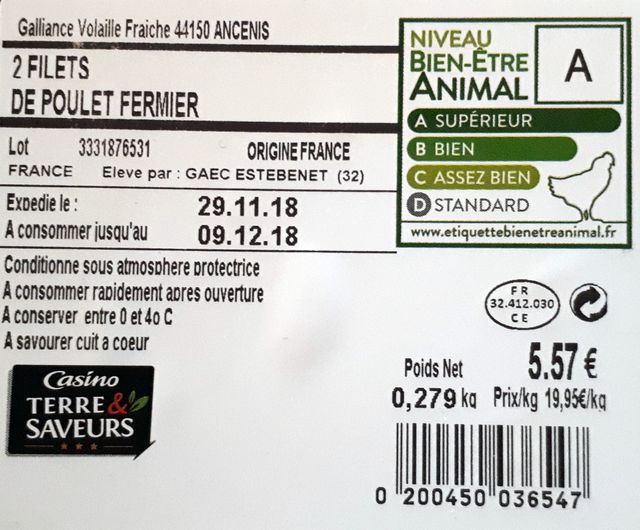 Galliance Volaille Fraiche 44150 ANCENIS
2 FILETS
DE POULET FERMIER
Lot 3331876531 ORIGINE FRANCE
FRANCE Eleve par : GAEC ESTEBENET (32)
Expedie le : 29.11.18
A consommer jusqu'au 09.12.18
Conditionne sous atmosphere protectrice
A consommer rapidement apres ouverture
A conserver entre 0 et 4o C
A savourer cuit a coeur
NIVEAU
BIEN-ÊTRE
ANIMAL
A
A SUPÉRIEUR
B BIEN
C ASSEZ BIEN
D STANDARD
www.etiquettebienetreanimal.fr
FR
32.412.030
CE
Casino
TERRE &
SAVEURS
Poids Net 5.57 €
0,279 kg Prix/kg 19,95€/kg
0 200450 036547